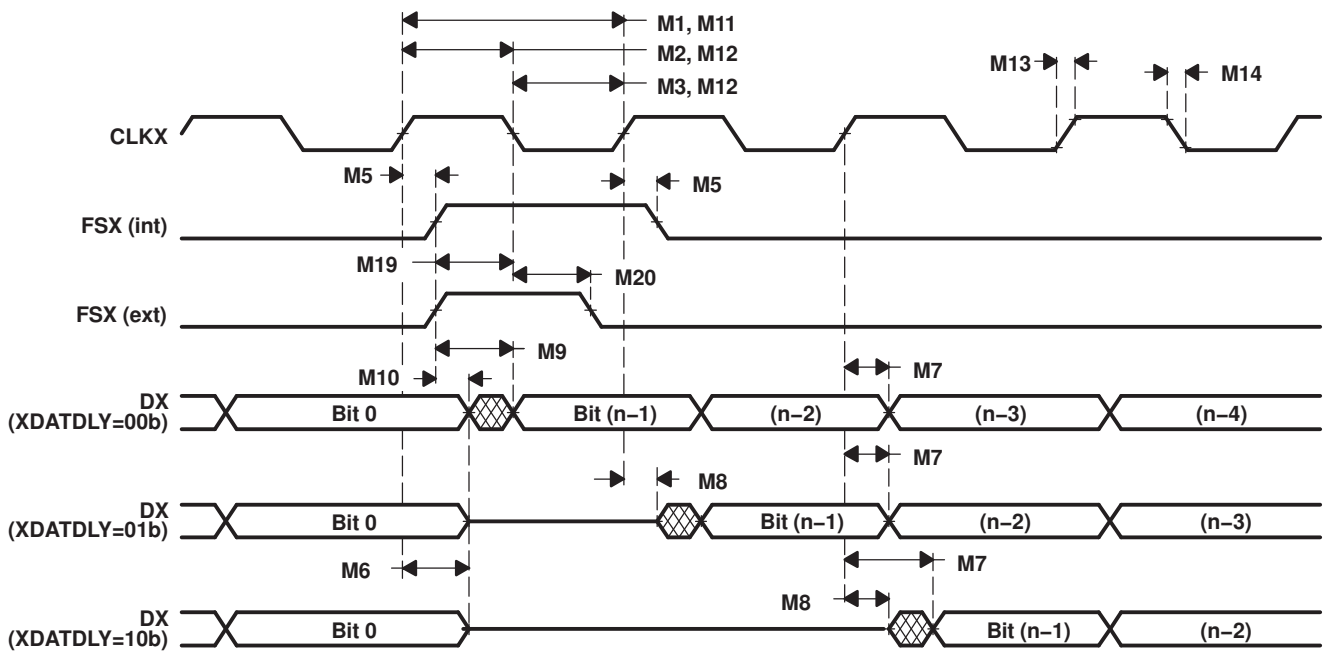 M1, M11
M2, M12
M3, M12
M13
M14
CLKX
M5
M5
FSX (int)
M19
M20
FSX (ext)
M9
M10
M7
DX
(XDATDLY=00b)
Bit 0
Bit (n−1)
(n−2)
(n−3)
(n−4)
M7
M8
DX
(XDATDLY=01b)
Bit 0
Bit (n−1)
(n−2)
(n−3)
M6
M7
M8
DX
(XDATDLY=10b)
Bit 0
Bit (n−1)
(n−2)